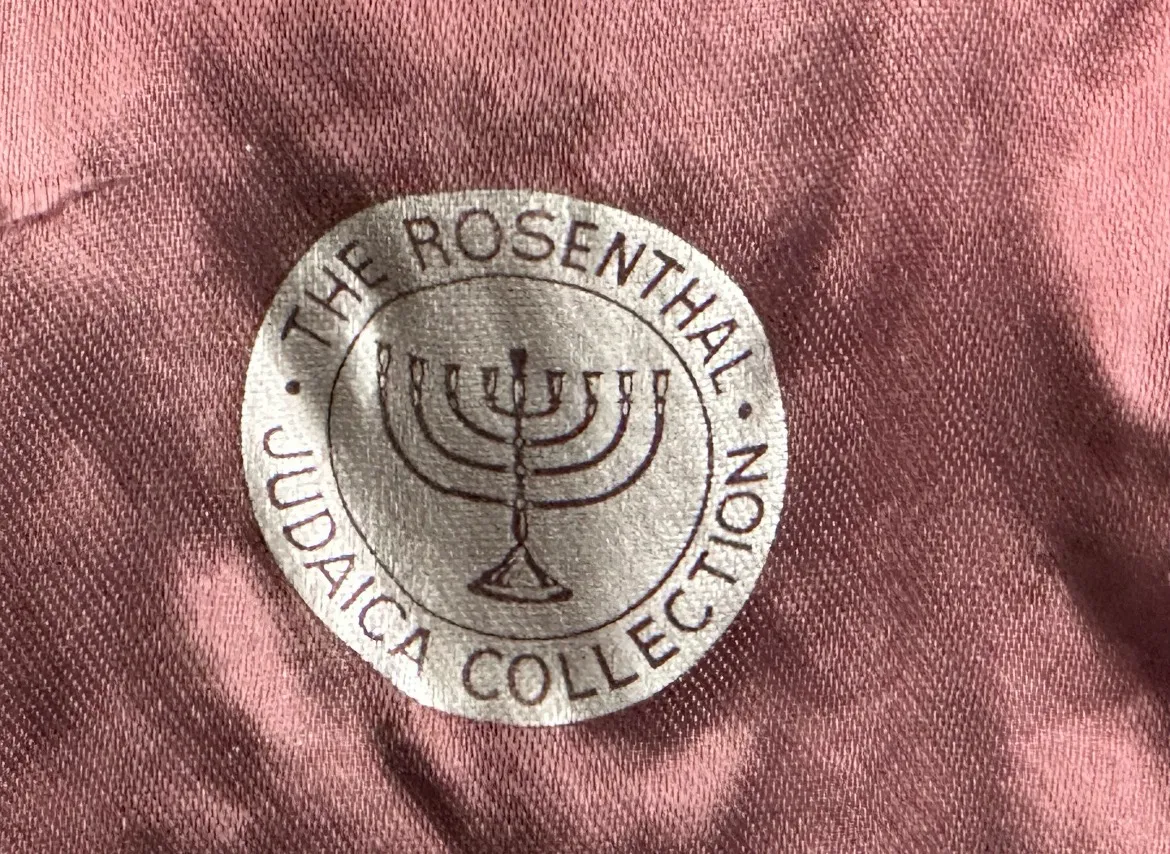 • THE ROSENTHAL •
JUDAICA COLLECTION